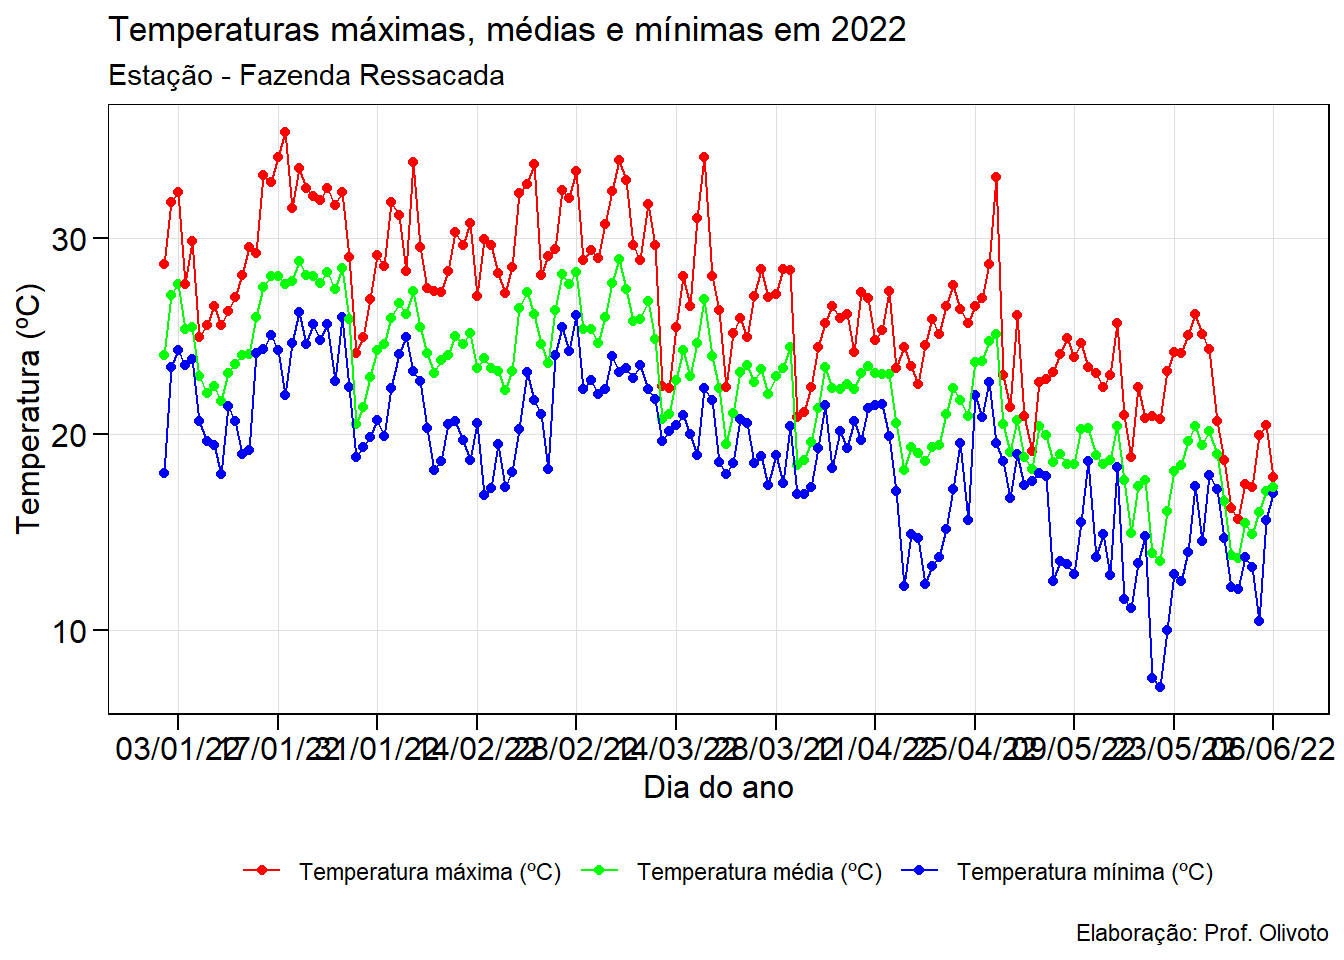 Temperaturas máximas, médias e mínimas em 2022
Estação - Fazenda Ressacada
Temperatura (ºC)
30
20
10
03/01/22 17/01/22 31/01/22 14/02/22 28/02/22 14/03/22 28/03/22 11/04/22 25/04/22 09/05/22 23/05/22 06/06/22
Dia do ano
Temperatura máxima (ºC) Temperatura média (ºC) Temperatura mínima (ºC)
Elaboração: Prof. Olivoto